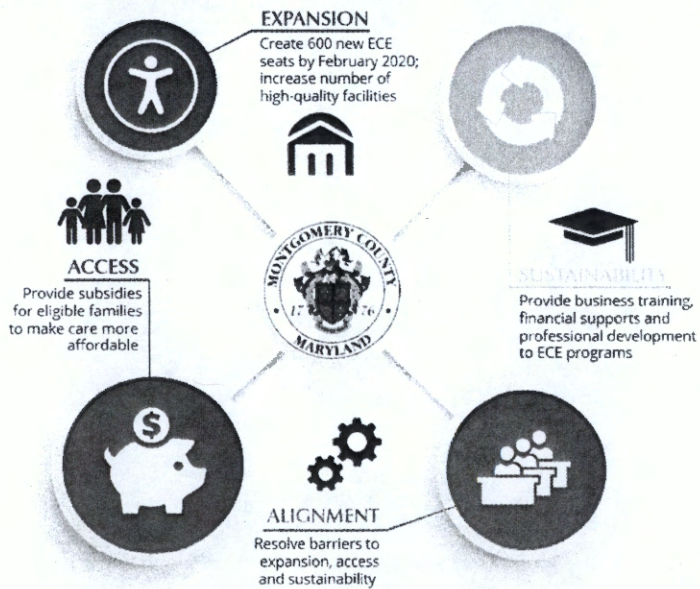 EXPANSION
Create 600 new ECE
seats by February 2020;
increase number of
high-quality facilities
ACCESS
Provide subsidies
for eligible families
to make care more
affordable
MONTGOMERY COUNTY
17 76
MARYLAND
SUSTAINABILITY
Provide business training,
financial supports and
professional development
to ECE programs
$
ALIGNMENT
Resolve barriers to
expansion, access
and sustainability